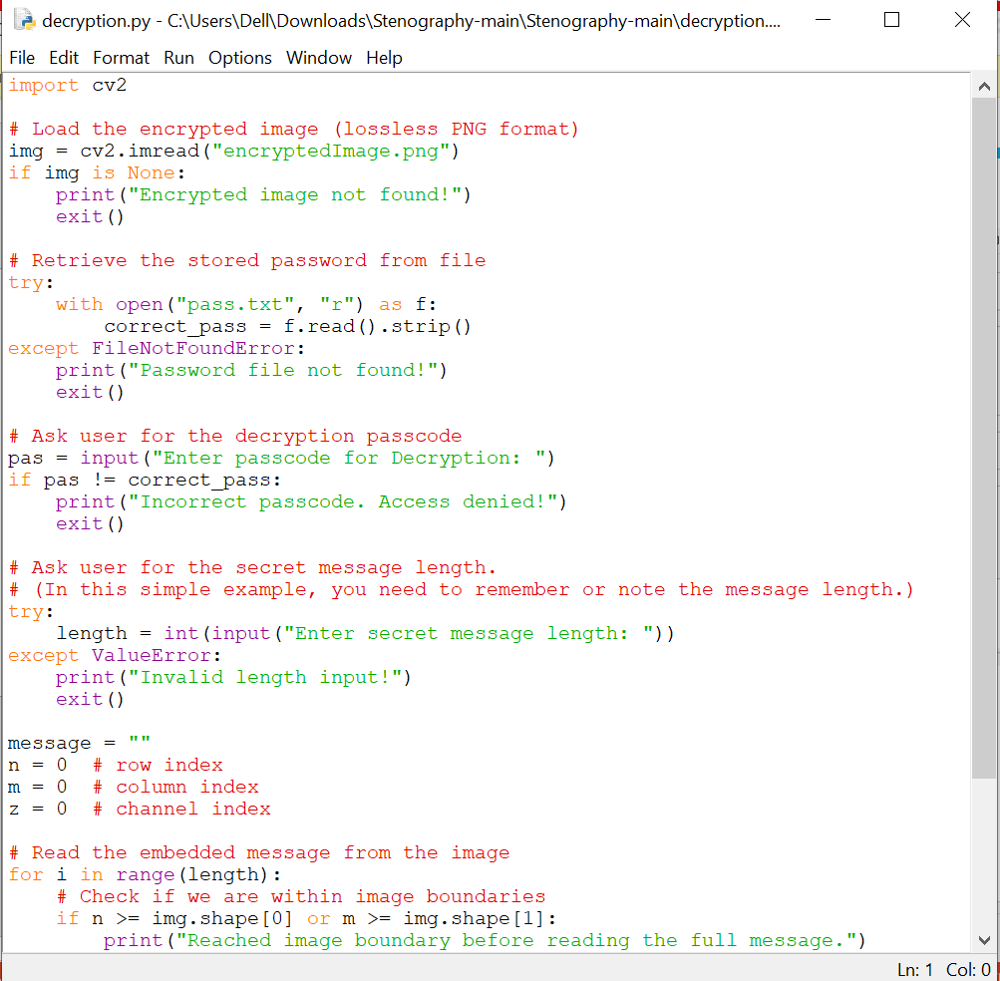 decryption.py - C:\Users\Dell\Downloads\Stenography-main\Stenography-main\decryption....
File Edit Format Run Options Window Help
import cv2

# Load the encrypted image (lossless PNG format)
img = cv2.imread("encryptedImage.png")
if img is None:
    print("Encrypted image not found!")
    exit()

# Retrieve the stored password from file
try:
    with open("pass.txt", "r") as f:
        correct_pass = f.read().strip()
except FileNotFoundError:
    print("Password file not found!")
    exit()

# Ask user for the decryption passcode
pas = input("Enter passcode for Decryption: ")
if pas != correct_pass:
    print("Incorrect passcode. Access denied!")
    exit()

# Ask user for the secret message length.
# (In this simple example, you need to remember or note the message length.)
try:
    length = int(input("Enter secret message length: "))
except ValueError:
    print("Invalid length input!")
    exit()

message = ""
n = 0  # row index
m = 0  # column index
z = 0  # channel index

# Read the embedded message from the image
for i in range(length):
    # Check if we are within image boundaries
    if n >= img.shape[0] or m >= img.shape[1]:
        print("Reached image boundary before reading the full message.")
Ln: 1 Col: 0